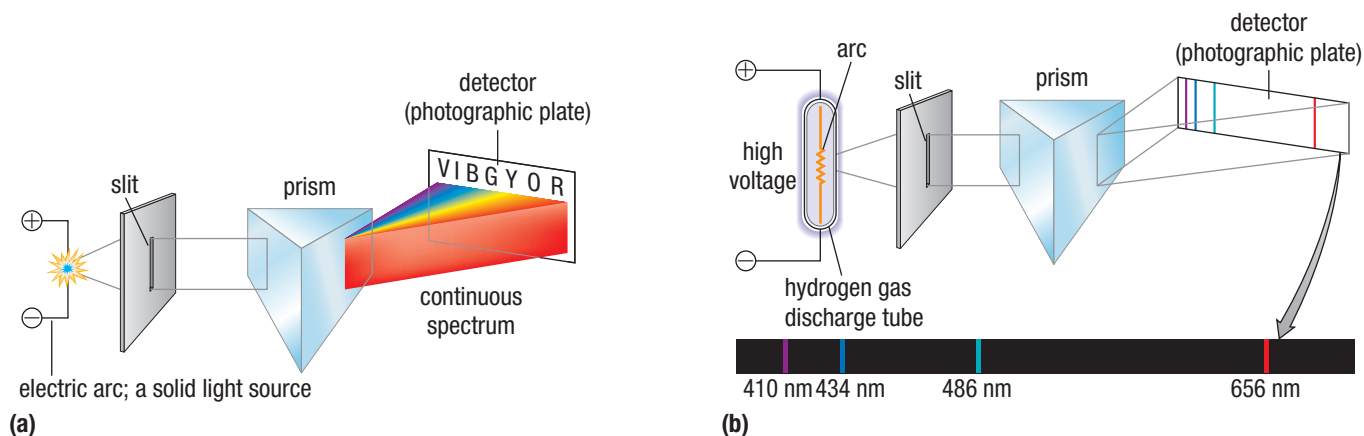 detector
(photographic plate)
V I B G Y O R
slit
prism
+
−
continuous
spectrum
electric arc; a solid light source
(a)
detector
(photographic plate)
arc
slit
prism
+
high
voltage
−
hydrogen gas
discharge tube
410 nm 434 nm 486 nm 656 nm
(b)